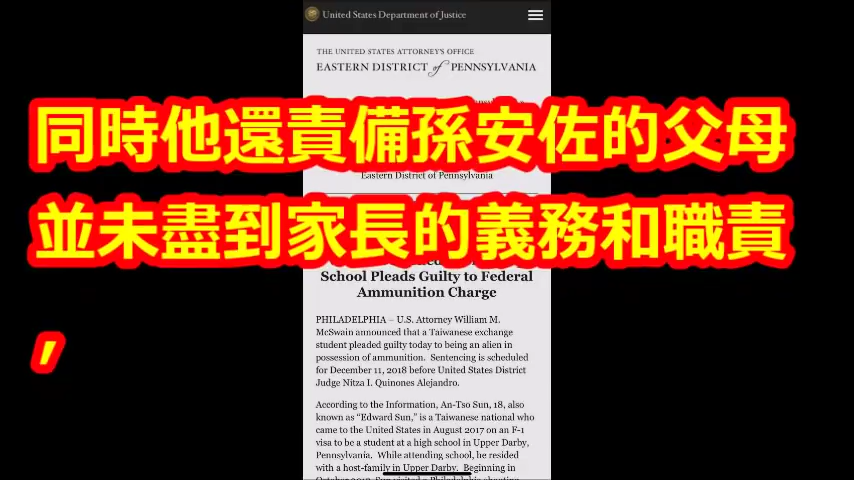 United States Department of Justice
THE UNITED STATES ATTORNEY'S OFFICE
EASTERN DISTRICT of PENNSYLVANIA
同時他還責備孫安佐的父母
Eastern District of Pennsylvania
並未盡到家長的義務和職責
School Pleads Guilty to Federal
Ammunition Charge
,
PHILADELPHIA – U.S. Attorney William M.
McSwain announced that a Taiwanese exchange
student pleaded guilty today to being an alien in
possession of ammunition. Sentencing is scheduled
for December 11, 2018 before United States District
Judge Nitza I. Quinones Alejandro.
According to the Information, An-Tso Sun, 18, also
known as “Edward Sun,” is a Taiwanese national who
came to the United States in August 2017 on an F-1
visa to be a student at a high school in Upper Darby,
Pennsylvania. While attending school, he resided
with a host-family in Upper Darby. Beginning in